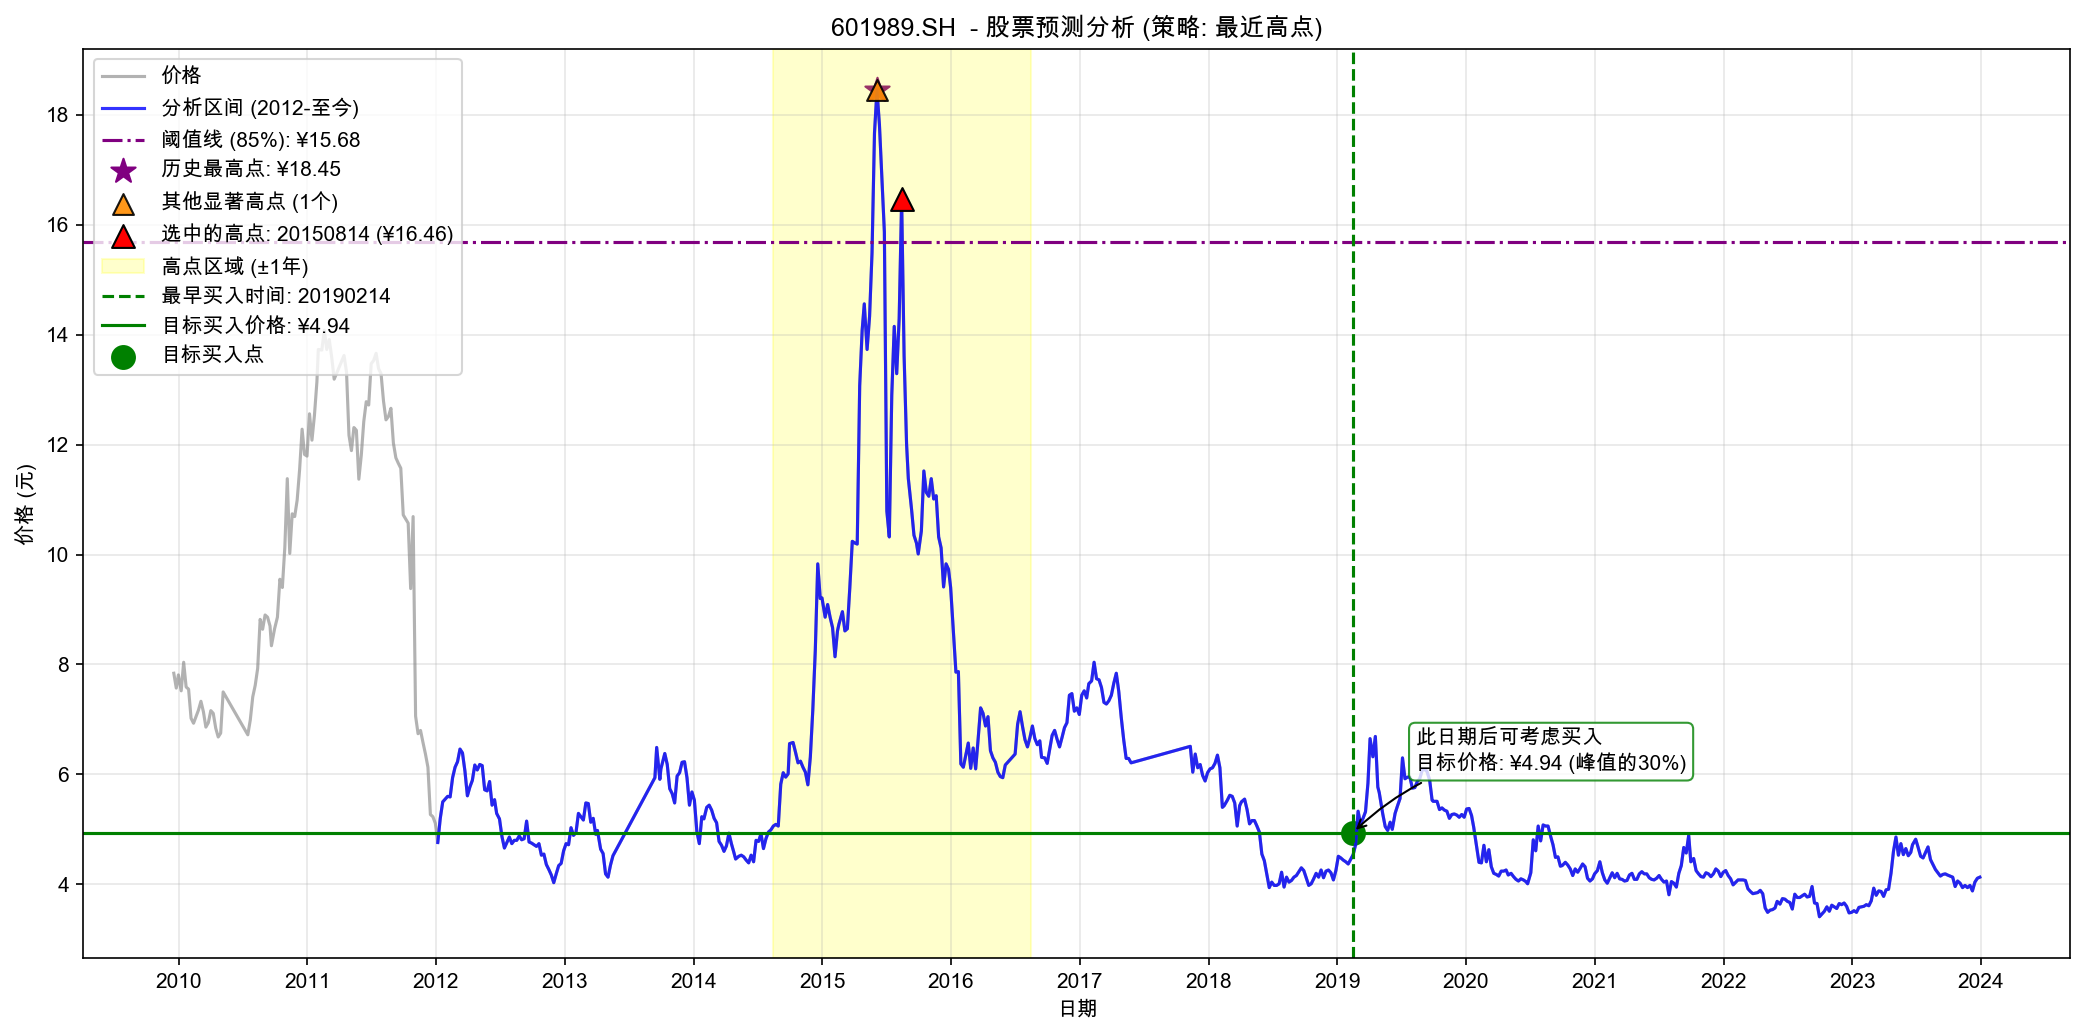 601989.SH - 股票预测分析 (策略: 最近高点)
价格
分析区间 (2012-至今)
阈值线 (85%): ¥15.68
历史最高点: ¥18.45
其他显著高点 (1个)
选中的高点: 20150814 (¥16.46)
高点区域 (±1年)
最早买入时间: 20190214
目标买入价格: ¥4.94
目标买入点
价格 (元)
18
16
14
12
10
8
6
4
此日期后可考虑买入
目标价格: ¥4.94 (峰值的30%)
2010 2011 2012 2013 2014 2015 2016 2017 2018 2019 2020 2021 2022 2023 2024
日期